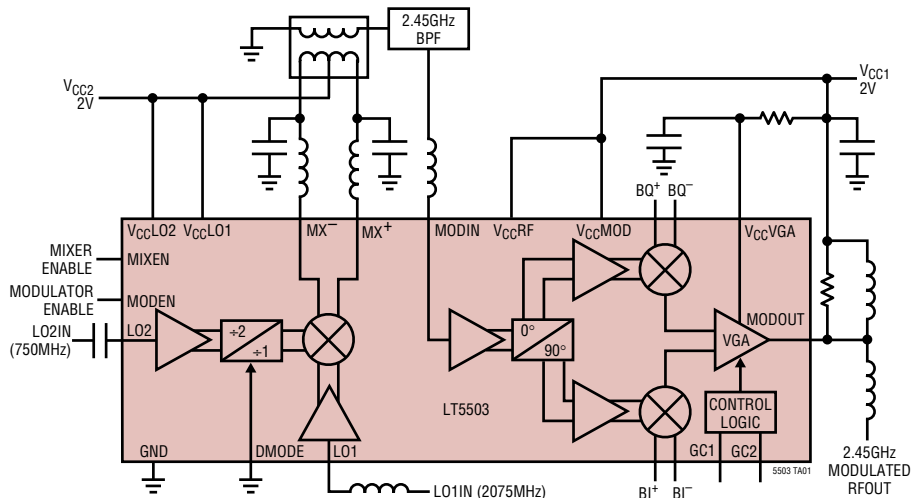 2.45GHz
BPF
VCC2
2V
VCC1
2V
BQ+ BQ−
VCCLO2 VCCLO1 MX− MX+ MODIN VCCRF VCCMOD VCCVGA
MIXER
ENABLE
MIXEN
MODULATOR
ENABLE
MODEN
LO2IN
(750MHz)
LO2
÷2
÷1
0°
90°
VGA
MODOUT
LT5503
CONTROL
LOGIC
GND DMODE LO1 GC1 GC2
5503 TA01
LO1IN (2075MHz)
BI+ BI−
2.45GHz
MODULATED
RFOUT